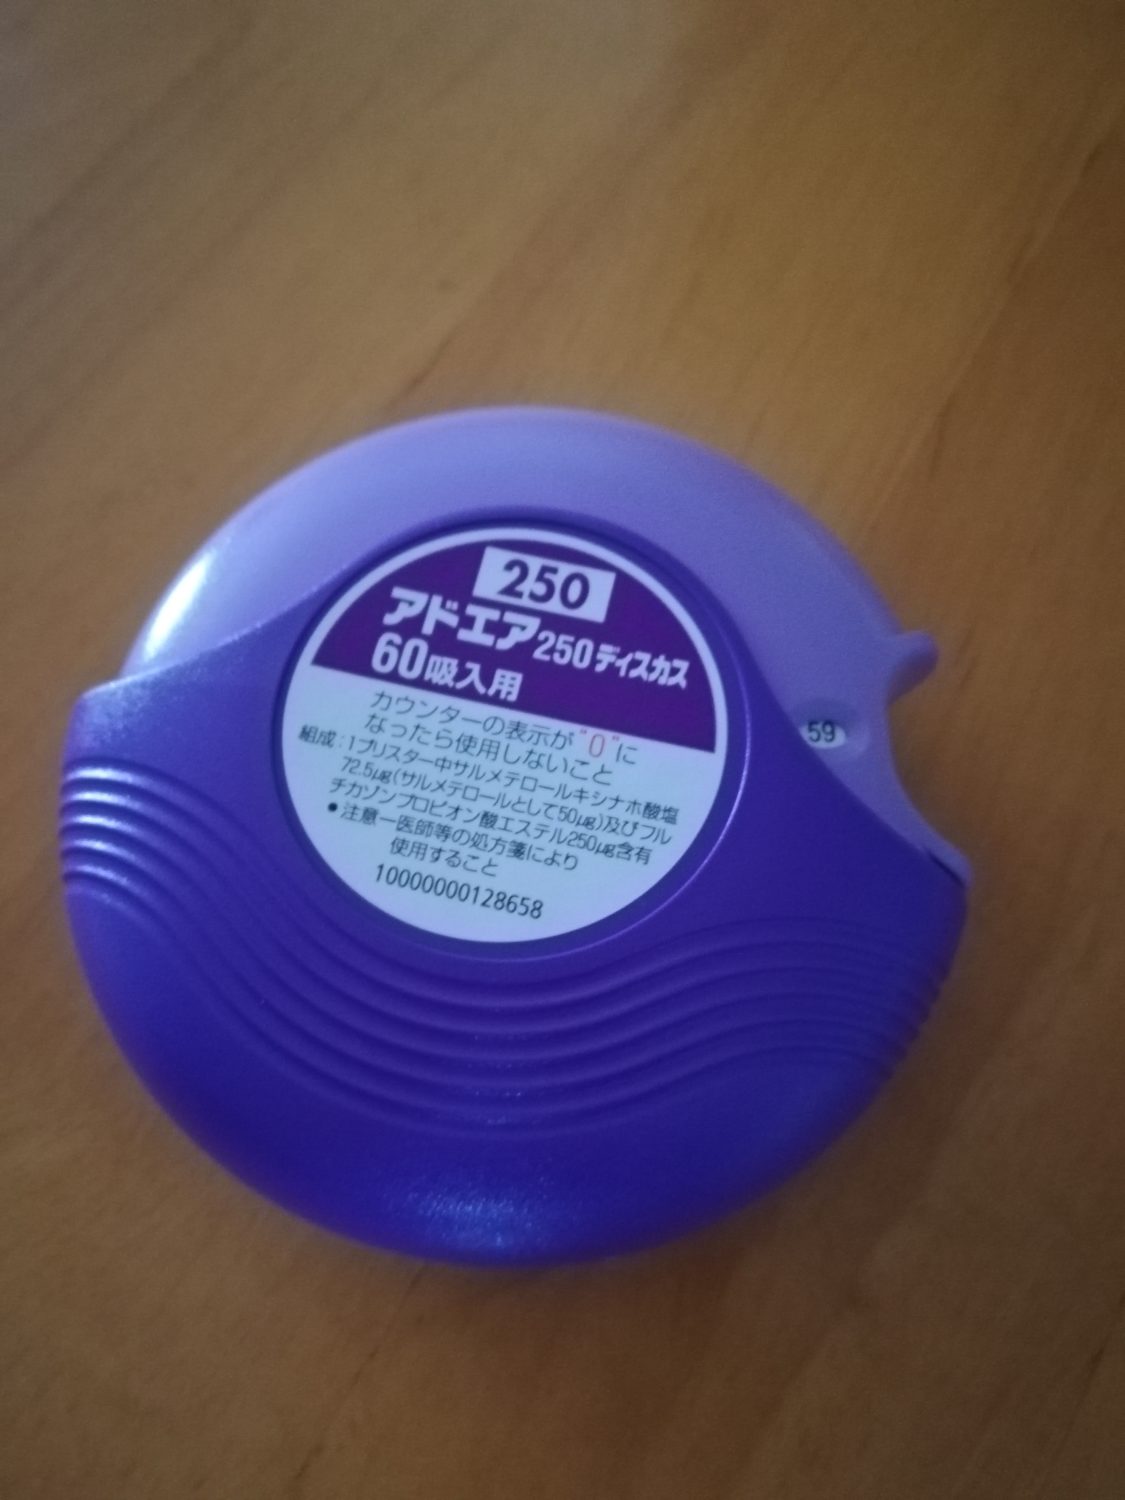 250
アドエア250ディスカス
60吸入用
カウンターの表示が"0"に
なったら使用しないこと
組成：1ブリスター中サルメテロールキシナホ酸塩
72.5μg（サルメテロールとして50μg）及びフル
チカゾンプロピオン酸エステル250μg含有
●注意－医師等の処方箋により
使用すること
10000000128658
59